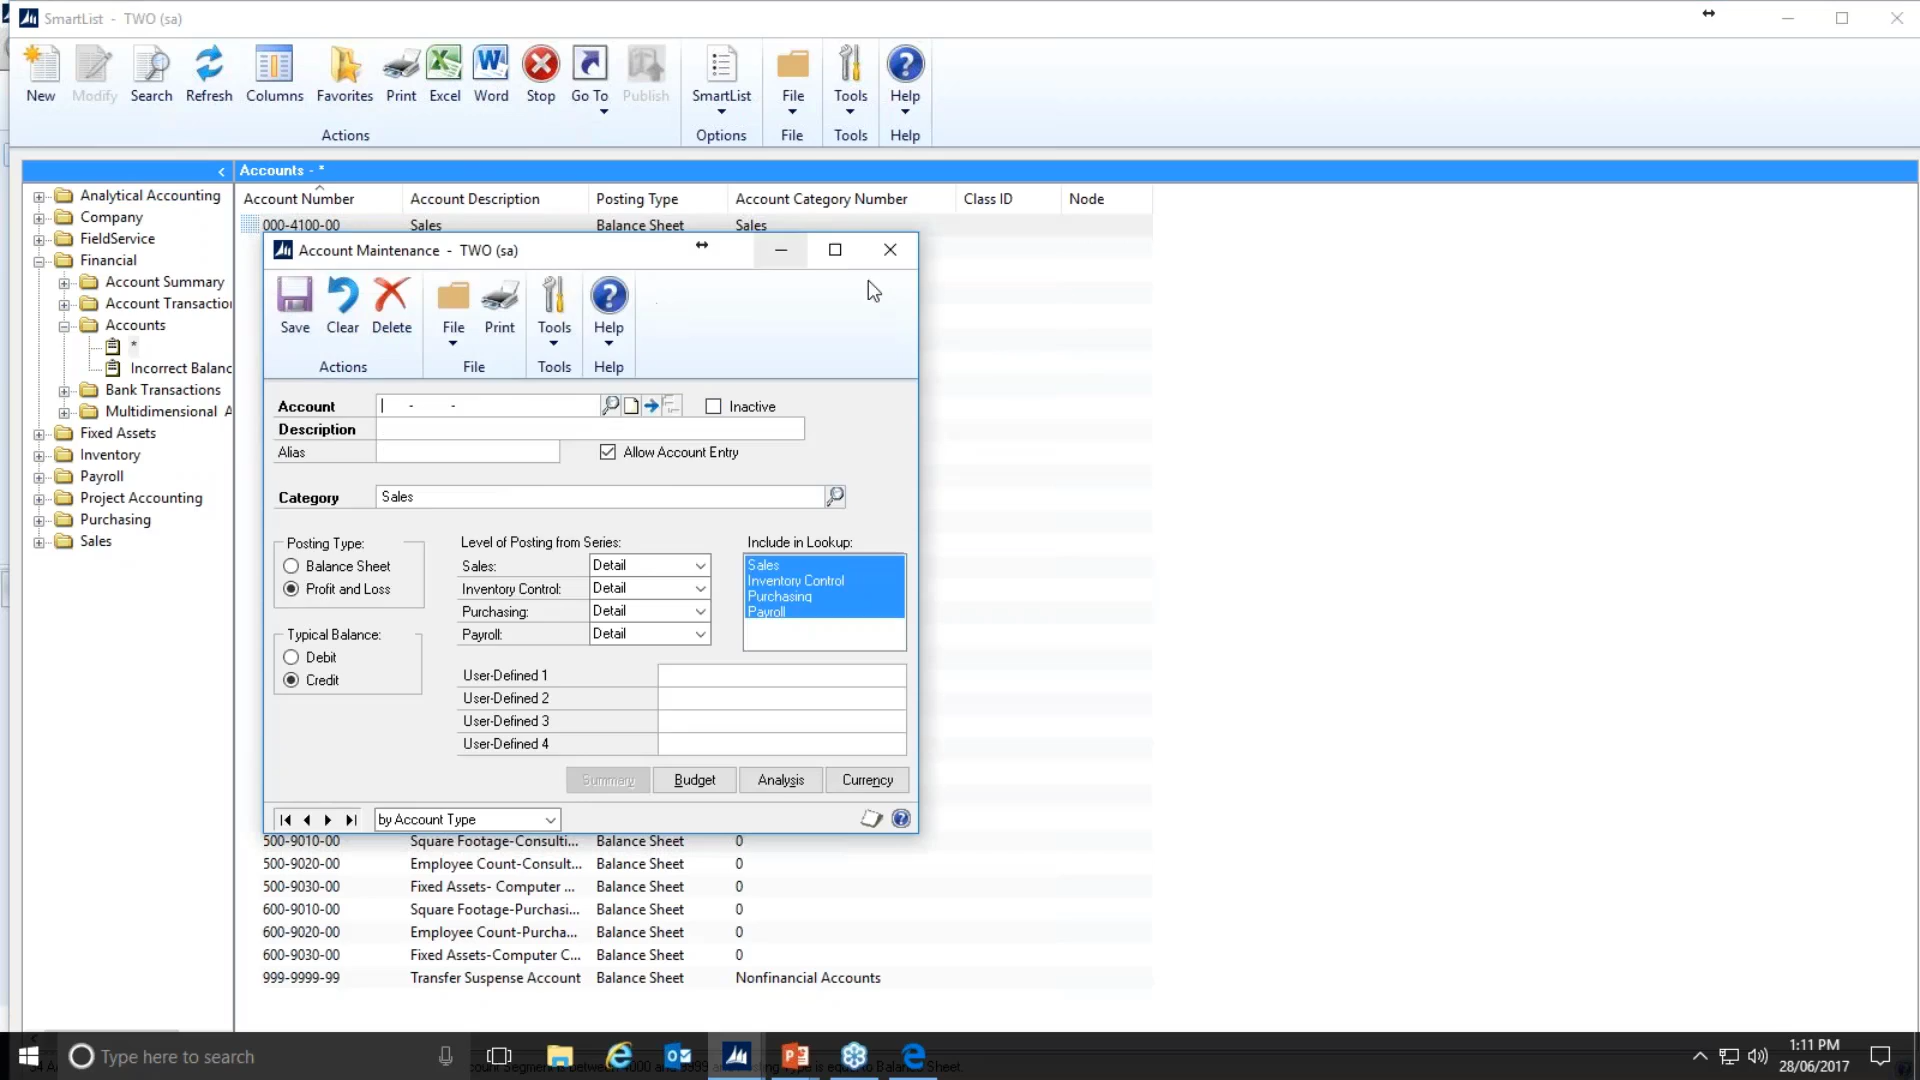 SmartList  -  TWO (sa)
New
Modify
Search
Refresh
Columns
Favorites
Print
Excel
Word
Stop
Go To
Publish
SmartList
File
Tools
Help
Actions
Options
File
Tools
Help
Accounts - *
Analytical Accounting
Company
FieldService
Financial
Account Summary
Account Transactio
Accounts
*
Incorrect Balanc
Bank Transactions
Multidimensional A
Fixed Assets
Inventory
Payroll
Project Accounting
Purchasing
Sales
Account Number Account Description Posting Type Account Category Number Class ID Node
000-4100-00 Sales Balance Sheet Sales
Account Maintenance  -  TWO (sa)
Save
Clear
Delete
File
Print
Tools
Help
Actions
File
Tools
Help
Account - - Inactive
Description
Alias Allow Account Entry
Category Sales
Posting Type:
Balance Sheet
Profit and Loss
Typical Balance:
Debit
Credit
Level of Posting from Series:
Sales: Detail
Inventory Control: Detail
Purchasing: Detail
Payroll: Detail
Include in Lookup:
Sales
Inventory Control
Purchasing
Payroll
User-Defined 1
User-Defined 2
User-Defined 3
User-Defined 4
Summary Budget Analysis Currency
by Account Type
500-9010-00 Square Footage-Consulti... Balance Sheet 0
500-9020-00 Employee Count-Consult... Balance Sheet 0
500-9030-00 Fixed Assets- Computer ... Balance Sheet 0
600-9010-00 Square Footage-Purchasi... Balance Sheet 0
600-9020-00 Employee Count-Purcha... Balance Sheet 0
600-9030-00 Fixed Assets-Computer C... Balance Sheet 0
999-9999-99 Transfer Suspense Account Balance Sheet Nonfinancial Accounts
Type here to search
1:11 PM
28/06/2017